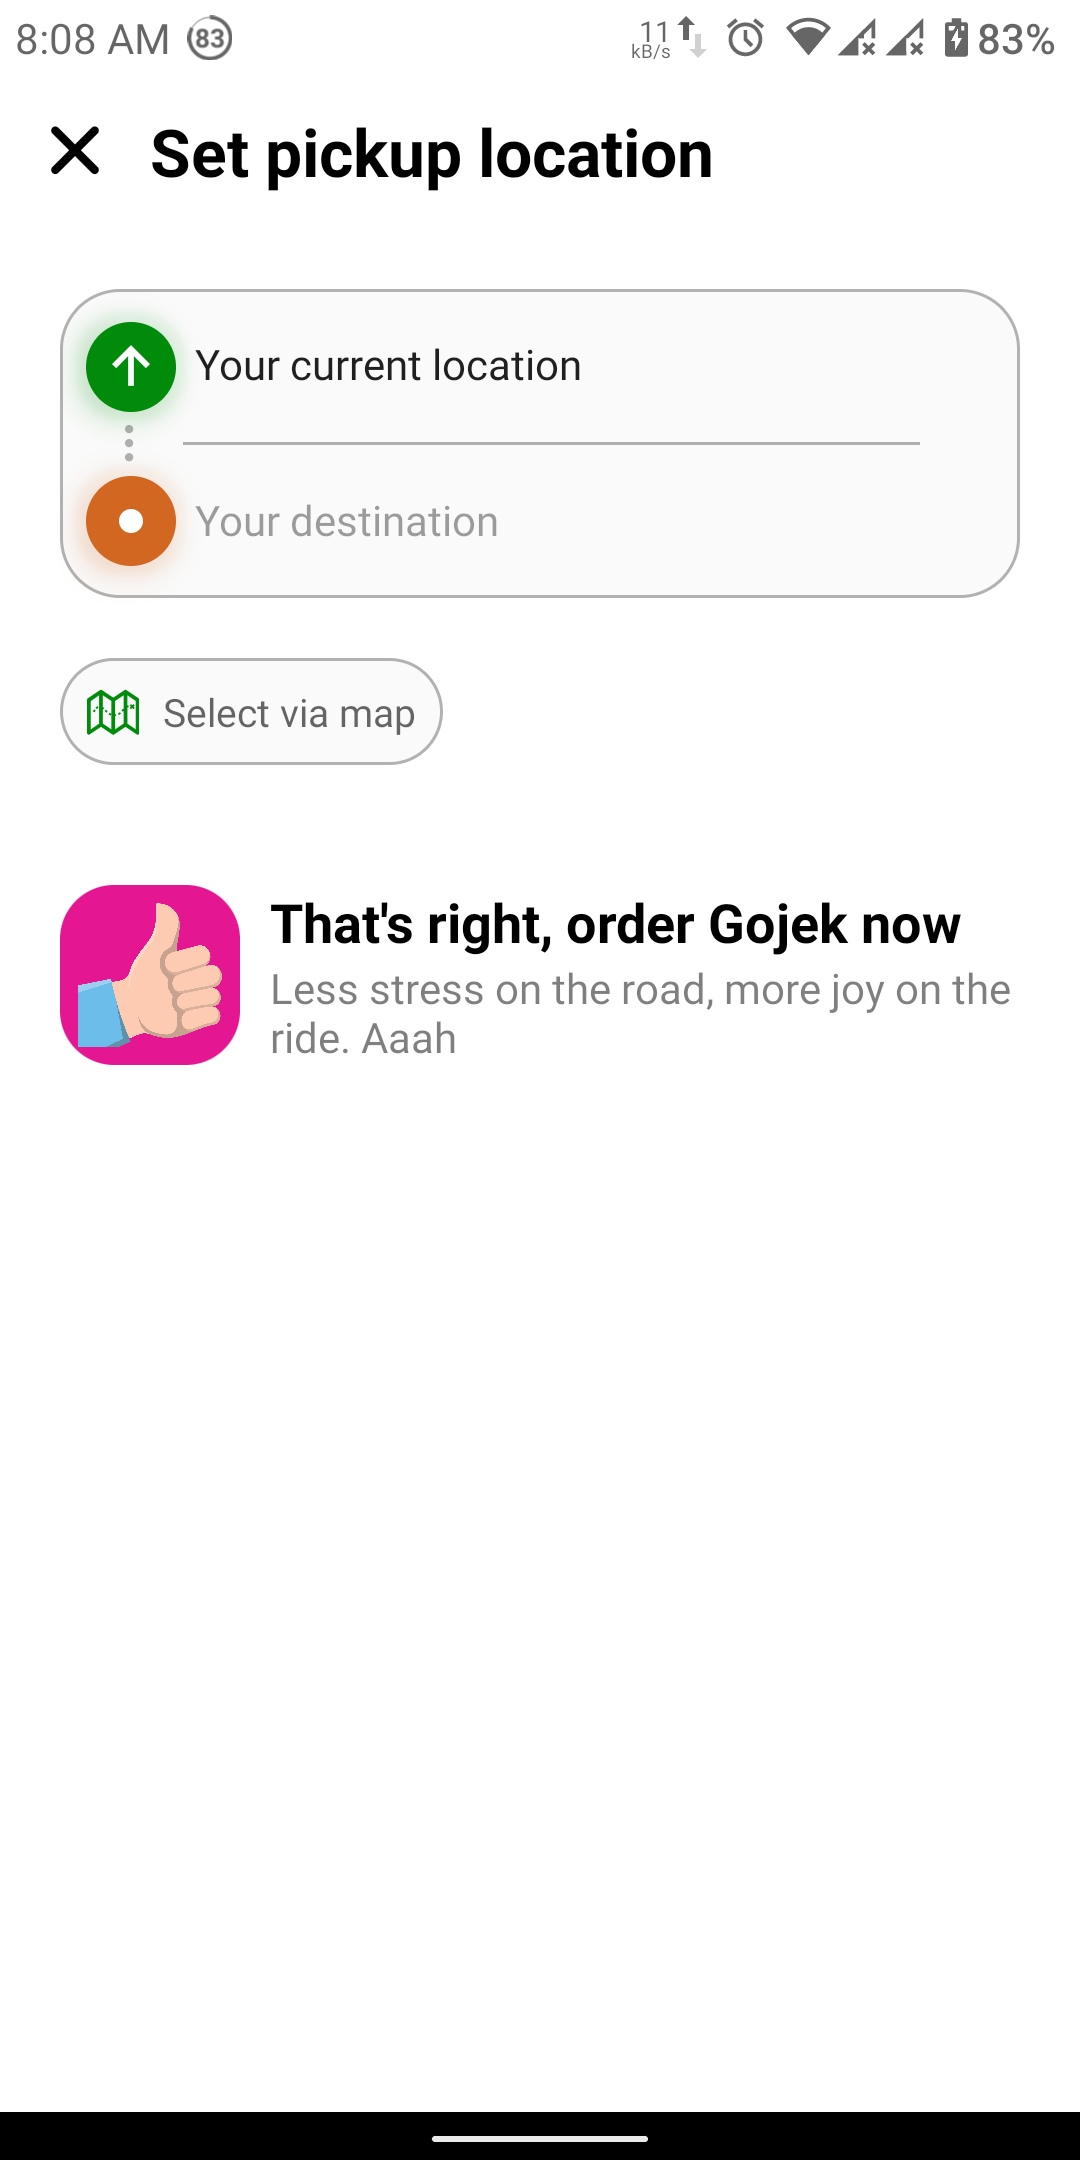 8:08 AM 83 11 kB/s 83%
Set pickup location
Your current location
Your destination
Select via map
That's right, order Gojek now
Less stress on the road, more joy on the
ride. Aaah